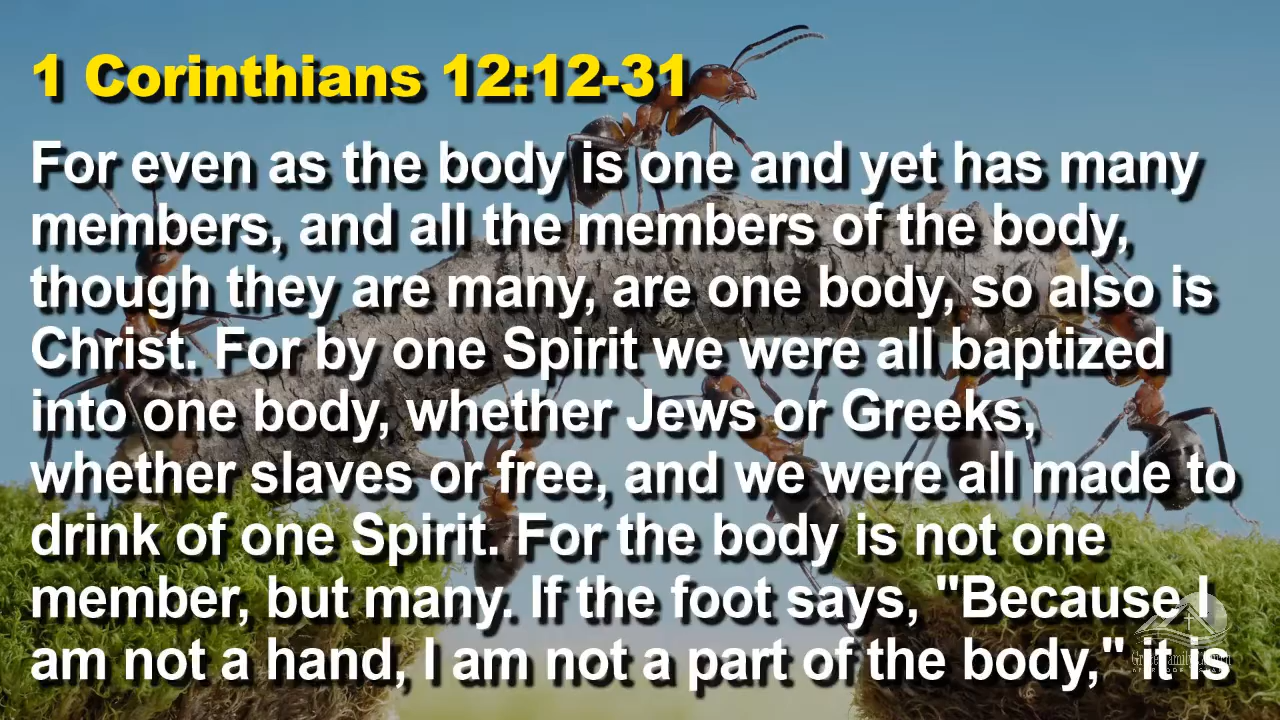 1 Corinthians 12:12-31
For even as the body is one and yet has many
members, and all the members of the body,
though they are many, are one body, so also is
Christ. For by one Spirit we were all baptized
into one body, whether Jews or Greeks,
whether slaves or free, and we were all made to
drink of one Spirit. For the body is not one
member, but many. If the foot says, "Because I
am not a hand, I am not a part of the body," it is